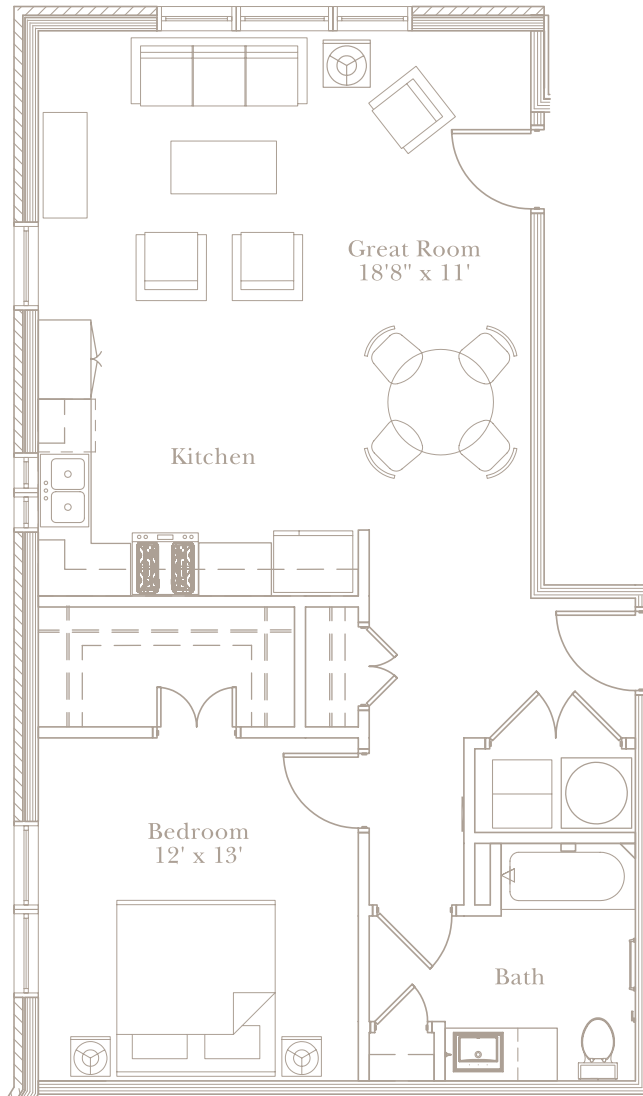 Great Room
18'8" x 11'
Kitchen
Bedroom
12' x 13'
Bath